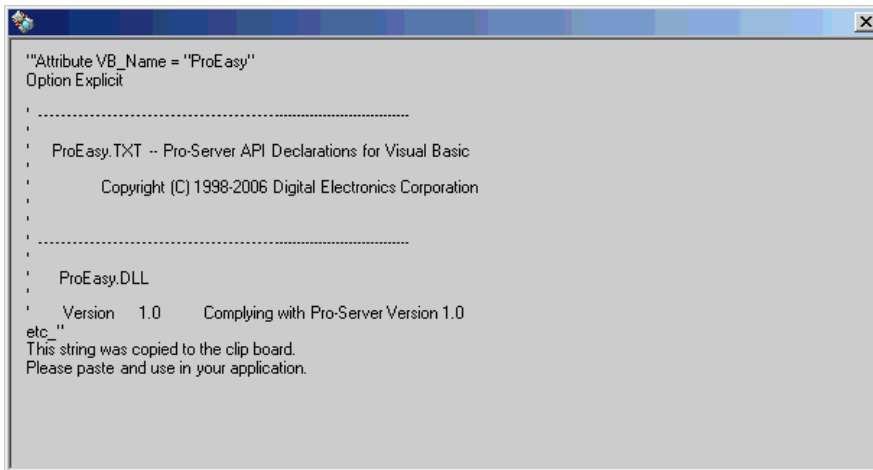 '"Attribute VB_Name = "ProEasy"
Option Explicit
' --------------------------------------------------------------------
'
'    ProEasy.TXT -- Pro-Server API Declarations for Visual Basic
'
'            Copyright (C) 1998-2006 Digital Electronics Corporation
'
'
' --------------------------------------------------------------------
'
'     ProEasy.DLL
'
'      Version    1.0      Complying with Pro-Server Version 1.0
etc_"
This string was copied to the clip board.
Please paste and use in your application.